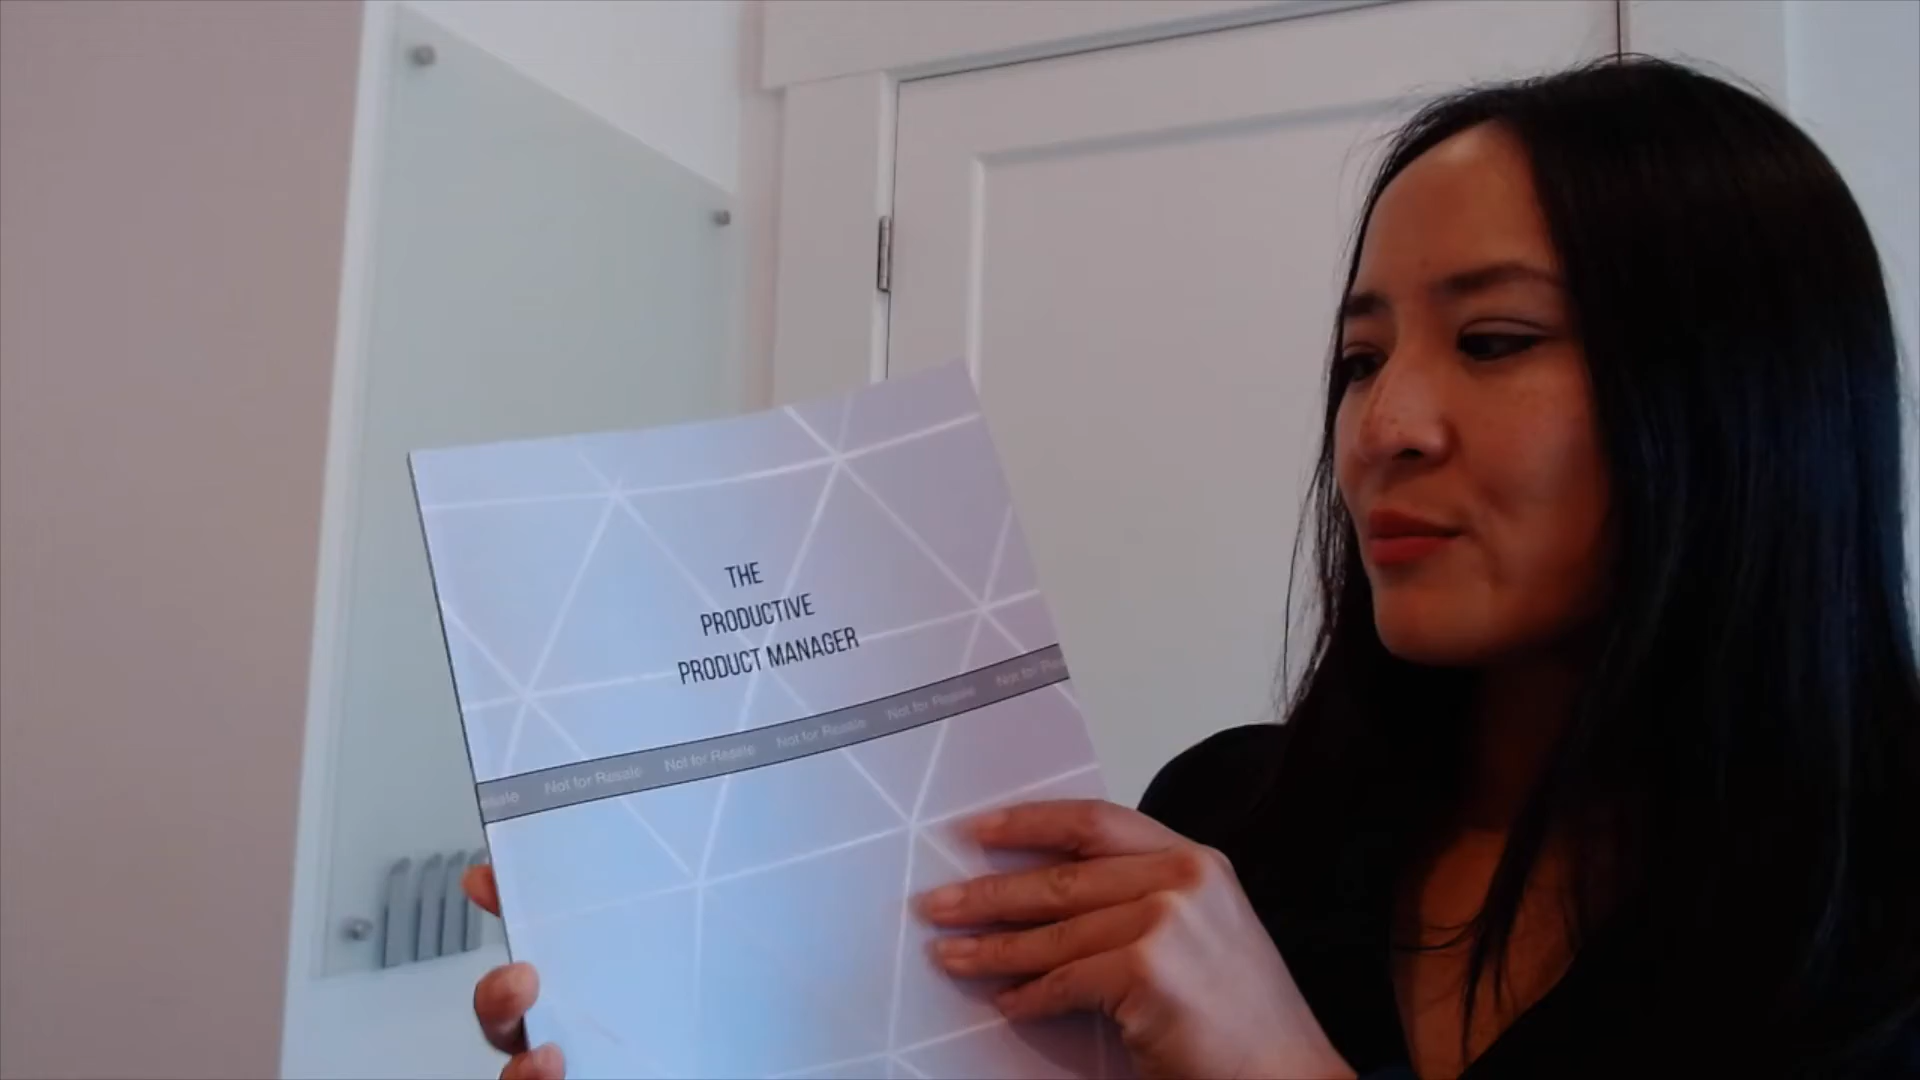 THE
PRODUCTIVE
PRODUCT MANAGER
esale Not for Resale Not for Resale Not for Resale Not for Resale Not for Resale